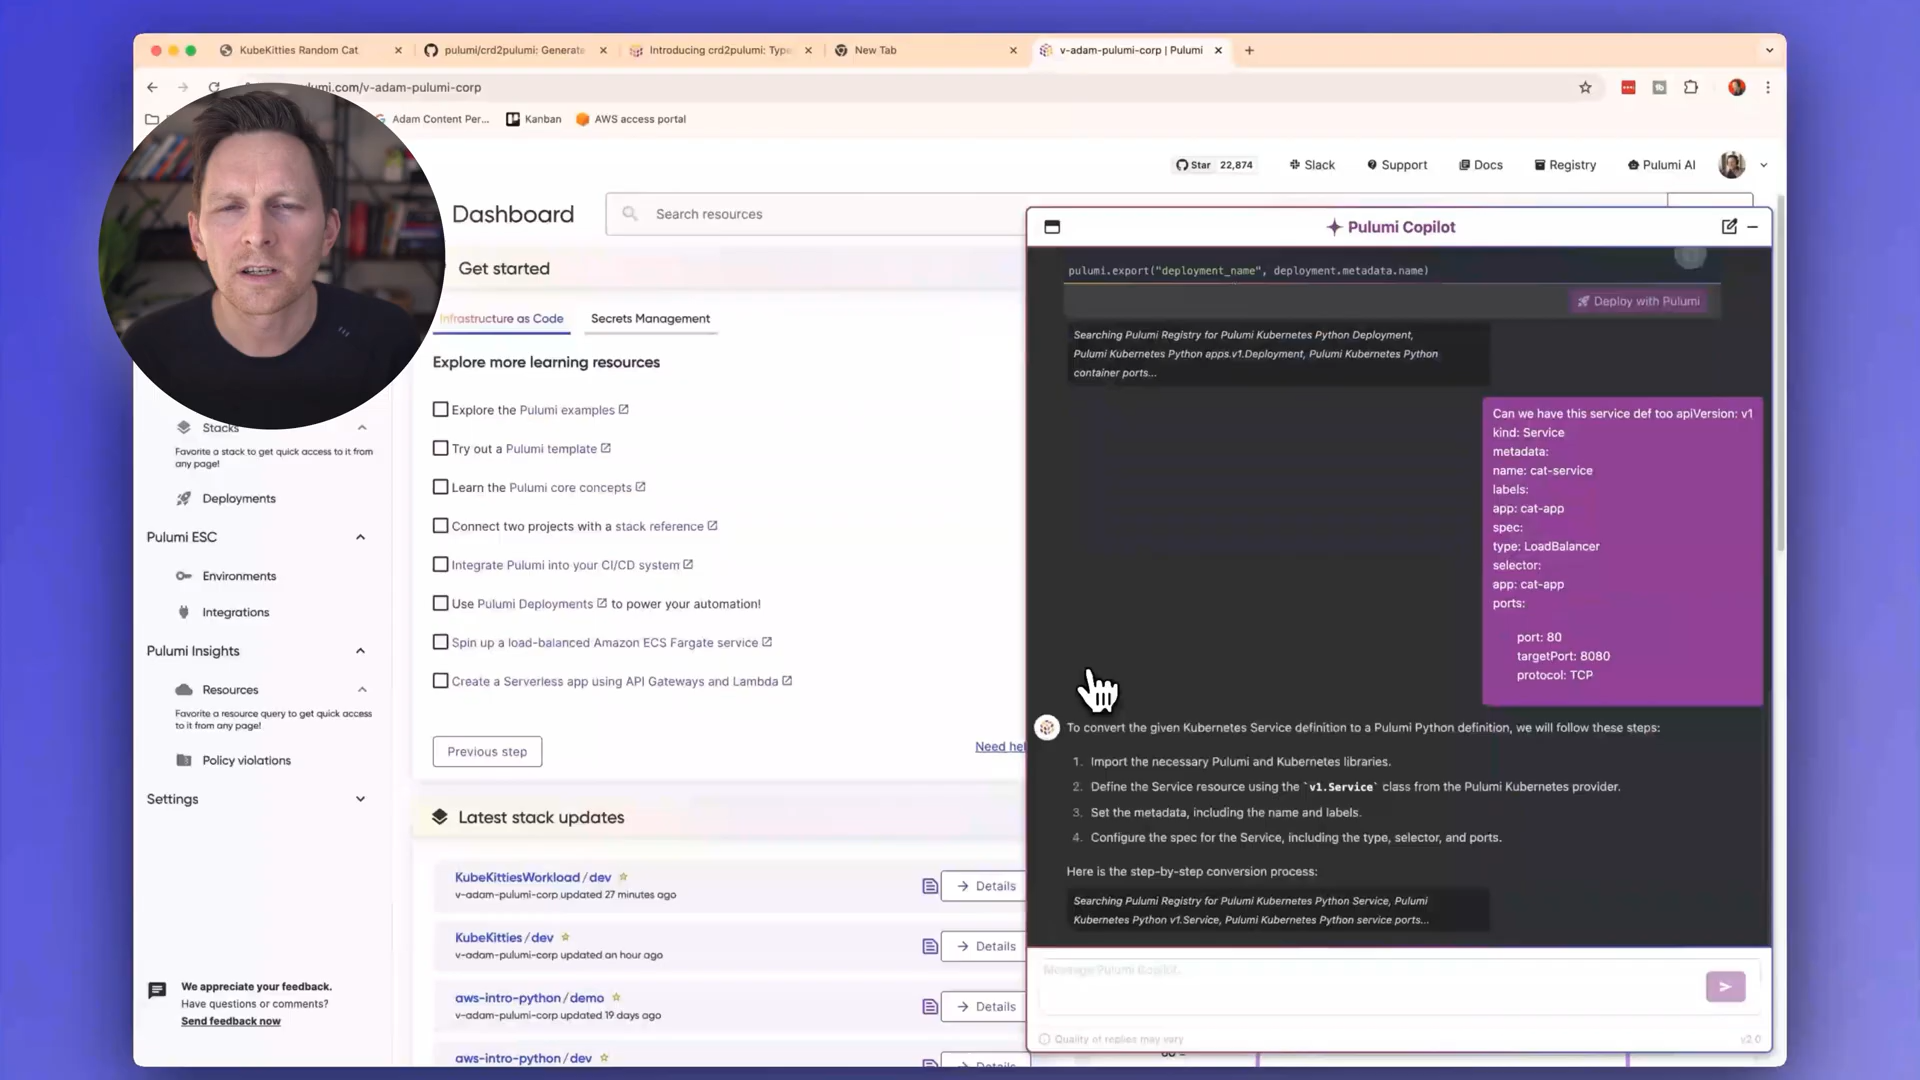 KubeKitties Random Cat
pulumi/crd2pulumi: Generate
Introducing crd2pulumi: Type
New Tab
v-adam-pulumi-corp | Pulumi
.com/v-adam-pulumi-corp
Adam Content Per...
Kanban
AWS access portal
Star 22,874
Slack
Support
Docs
Registry
Pulumi AI
Dashboard
Search resources
Get started
Infrastructure as Code
Secrets Management
Explore more learning resources
Explore the Pulumi examples
Try out a Pulumi template
Learn the Pulumi core concepts
Connect two projects with a stack reference
Integrate Pulumi into your CI/CD system
Use Pulumi Deployments to power your automation!
Spin up a load-balanced Amazon ECS Fargate service
Create a Serverless app using API Gateways and Lambda
Previous step
Need hel
Latest stack updates
KubeKittiesWorkload / dev
v-adam-pulumi-corp updated 27 minutes ago
Details
KubeKitties / dev
v-adam-pulumi-corp updated an hour ago
Details
aws-intro-python / demo
v-adam-pulumi-corp updated 19 days ago
Details
aws-intro-python / dev
Details
Stacks
Favorite a stack to get quick access to it from
any page!
Deployments
Pulumi ESC
Environments
Integrations
Pulumi Insights
Resources
Favorite a resource query to get quick access
to it from any page!
Policy violations
Settings
We appreciate your feedback.
Have questions or comments?
Send feedback now
Pulumi Copilot
pulumi.export("deployment_name", deployment.metadata.name)
Deploy with Pulumi
Searching Pulumi Registry for Pulumi Kubernetes Python Deployment,
Pulumi Kubernetes Python apps.v1.Deployment, Pulumi Kubernetes Python
container ports...
Can we have this service def too apiVersion: v1
kind: Service
metadata:
name: cat-service
labels:
app: cat-app
spec:
type: LoadBalancer
selector:
app: cat-app
ports:
port: 80
targetPort: 8080
protocol: TCP
To convert the given Kubernetes Service definition to a Pulumi Python definition, we will follow these steps:
1. Import the necessary Pulumi and Kubernetes libraries.
2. Define the Service resource using the `v1.Service` class from the Pulumi Kubernetes provider.
3. Set the metadata, including the name and labels.
4. Configure the spec for the Service, including the type, selector, and ports.
Here is the step-by-step conversion process:
Searching Pulumi Registry for Pulumi Kubernetes Python Service, Pulumi
Kubernetes Python v1.Service, Pulumi Kubernetes Python service ports...
Message Pulumi Copilot
Quality of replies may vary
v2.0